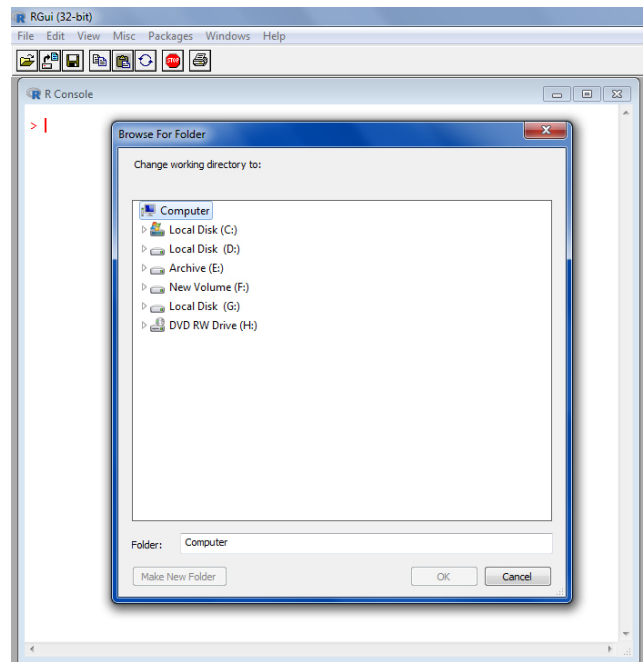 RGui (32-bit)
File Edit View Misc Packages Windows Help
STOP
R Console
>
Browse For Folder
Change working directory to:
Computer
Local Disk (C:)
Local Disk (D:)
Archive (E:)
New Volume (F:)
Local Disk (G:)
DVD RW Drive (H:)
Folder: Computer
Make New Folder OK Cancel